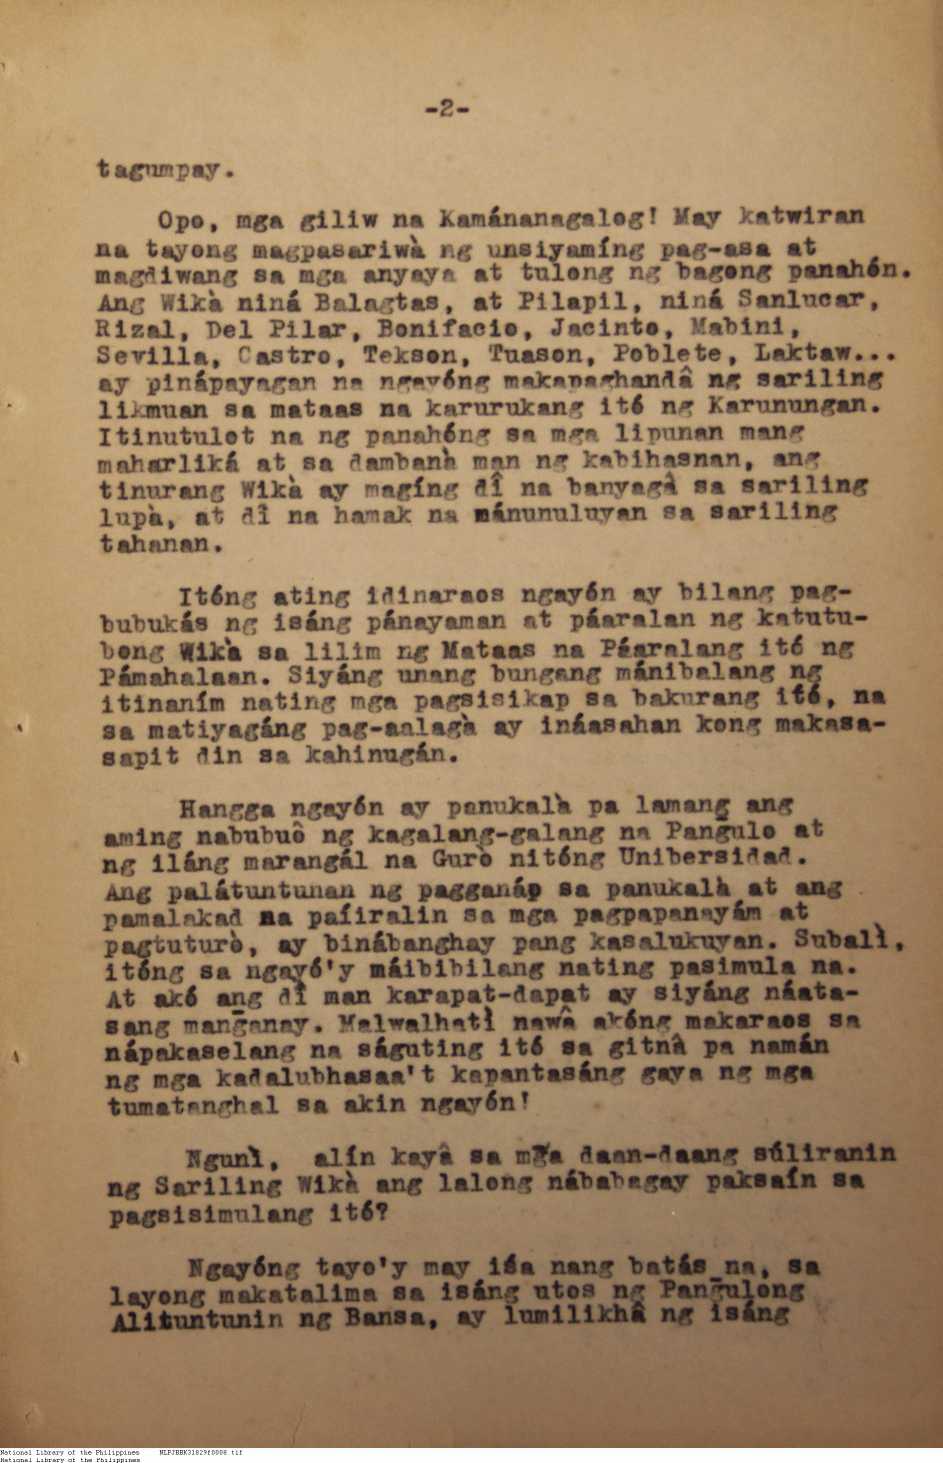 -2-
tagumpay.
Opo, mga giliw na Kamánanagalog! May katwiran
na tayong magpasariwà ng unsiyamíng pag-asa at
magdiwang sa mga anyaya at tulong ng bagong panahón.
Ang Wikà niná Balagtas, at Pilapil, niná Sanlucar,
Rizal, Del Pilar, Bonifacio, Jacinto, Mabini,
Sevilla, Castro, Tekson, Tuason, Poblete, Laktaw...
ay pinápayagan na ngayóng makapaghandâ ng sariling
likmuan sa mataas na karurukang itó ng Karunungan.
Itinutulot na ng panahóng sa mga lipunan mang
maharliká at sa dambanà man ng kabihasnan, ang
tinurang Wikà ay magíng dî na banyagà sa sariling
lupà, at dî na hamak na mánunuluyan sa sariling
tahanan.
Itóng ating idinaraos ngayón ay bilang pag-
bubukás ng isáng pánayaman at páaralan ng katutu-
bong Wikà sa lilim ng Mataas na Páaralang itó ng
Pámahalaan. Siyáng unang bungang mánibalang ng
itinaním nating mga pagsisikap sa bakurang itó, na
sa matiyagáng pag-aalagà ay ináasahan kong makasa-
sapit din sa kahinugán.
Hangga ngayón ay panukalà pa lamang ang
aming nabubuô ng kagalang-galang na Pangulo at
ng iláng marangál na Gurò nitóng Unibersidad.
Ang palátuntunan ng pagganáp sa panukalà at ang
pamalakad na paíiralin sa mga pagpapanayám at
pagtuturò, ay binábanghay pang kasalukuyan. Subalì,
itóng sa ngayó'y máibibilang nating pasimula na.
At akó ang dî man karapat-dapat ay siyáng náata-
sang manganay. Malwalhatì nawâ akóng makaraos sa
nápakaselang na ságuting itó sa gitnâ pa namán
ng mga kadalubhasaa't kapantasáng gaya ng mga
tumatanghal sa akin ngayón!
Ngunì, alín kayâ sa mga daan-daang súliranin
ng Sariling Wikà ang lalong nábabagay paksaín sa
pagsisimulang itó?
Ngayóng tayo'y may isa nang batás na, sa
layong makatalima sa isáng utos ng Pangulong
Alituntunin ng Bansa, ay lumilikhâ ng isáng
National Library of the Philippines NLPJBBK31829f0008.tif
National Library of the Philippines